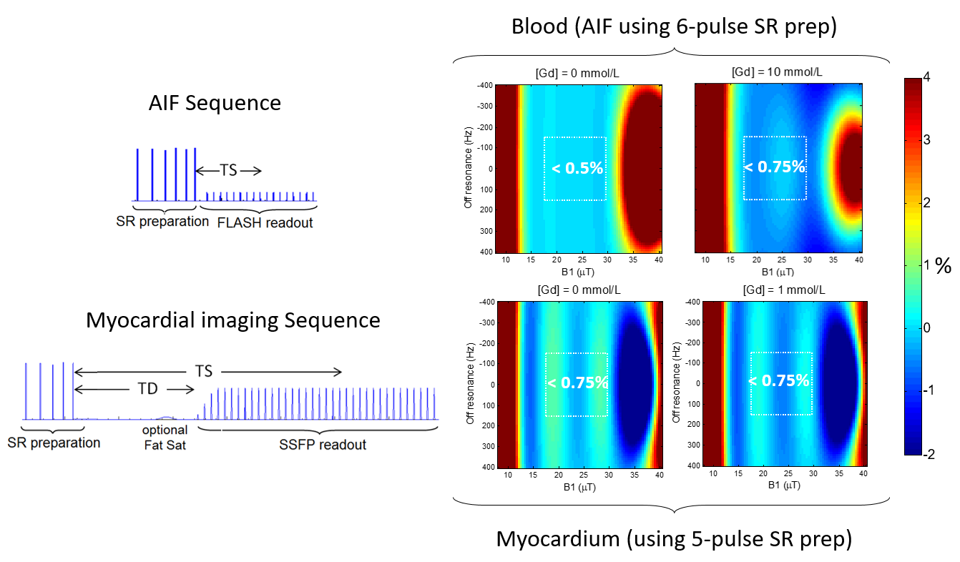 Blood (AIF using 6-pulse SR prep)
AIF Sequence
TS
SR preparation
FLASH readout
[Gd] = 0 mmol/L
-400
-300
-200
-100
0
100
200
300
400
Off resonance (Hz)
< 0.5%
10 15 20 25 30 35 40
B1 (μT)
[Gd] = 10 mmol/L
-400
-300
-200
-100
0
100
200
300
400
Off resonance (Hz)
< 0.75%
10 15 20 25 30 35 40
B1 (μT)
Myocardial imaging Sequence
TS
TD
SR preparation
optional
Fat Sat
SSFP readout
[Gd] = 0 mmol/L
-400
-300
-200
-100
0
100
200
300
400
Off resonance (Hz)
< 0.75%
10 15 20 25 30 35 40
B1 (μT)
[Gd] = 1 mmol/L
-400
-300
-200
-100
0
100
200
300
400
Off resonance (Hz)
< 0.75%
10 15 20 25 30 35 40
B1 (μT)
4
3
2
1
%
0
-1
-2
Myocardium (using 5-pulse SR prep)